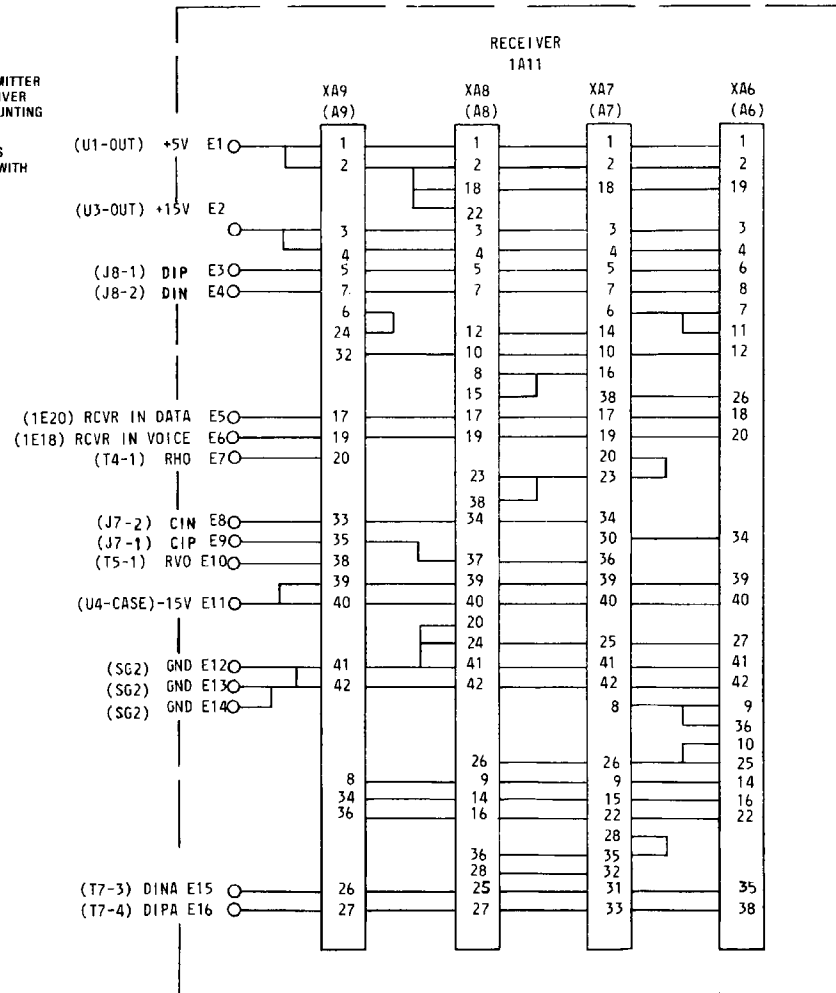 RECEIVER
1A11
MITTER
IVER
UNTING
S
WITH
XA9 XA8 XA7 XA6
(A9) (A8) (A7) (A6)
(U1-OUT) +5V E1 1 1 1 1
2 2 2 2
18 18 19
(U3-OUT) +15V E2 22
3 3 3 3
4 4 4 4
(J8-1) DIP E3 5 5 5 6
(J8-2) DIN E4 7 7 7 8
6 6 7
24 12 14 11
32 10 10 12
8 16
15 38 26
(1E20) RCVR IN DATA E5 17 17 17 18
(1E18) RCVR IN VOICE E6 19 19 19 20
(T4-1) RHO E7 20 20
23 23
38
(J7-2) CIN E8 33 34 34
(J7-1) CIP E9 35 30 34
(T5-1) RVO E10 38 37 36
39 39 39 39
(U4-CASE) -15V E11 40 40 40 40
20
24 25 27
(SG2) GND E12 41 41 41 41
(SG2) GND E13 42 42 42 42
(SG2) GND E14 8 9
36
10
26 26 25
8 9 9 14
34 14 15 16
36 16 22 22
28
36 35
28 32
(T7-3) DINA E15 26 25 31 35
(T7-4) DIPA E16 27 27 33 38